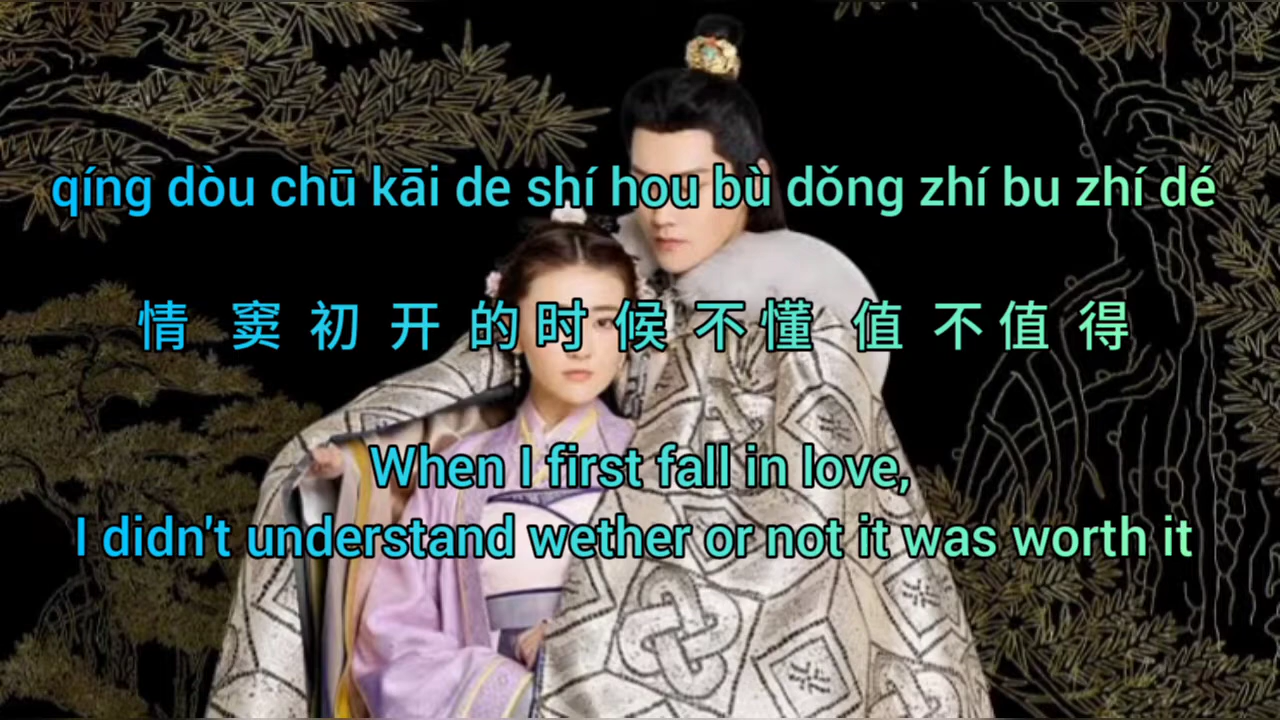 qíng dòu chū kāi de shí hou bù dǒng zhí bu zhí dé
情 窦 初 开 的 时 候 不 懂 值 不 值 得
When I first fall in love,
I didn't understand wether or not it was worth it